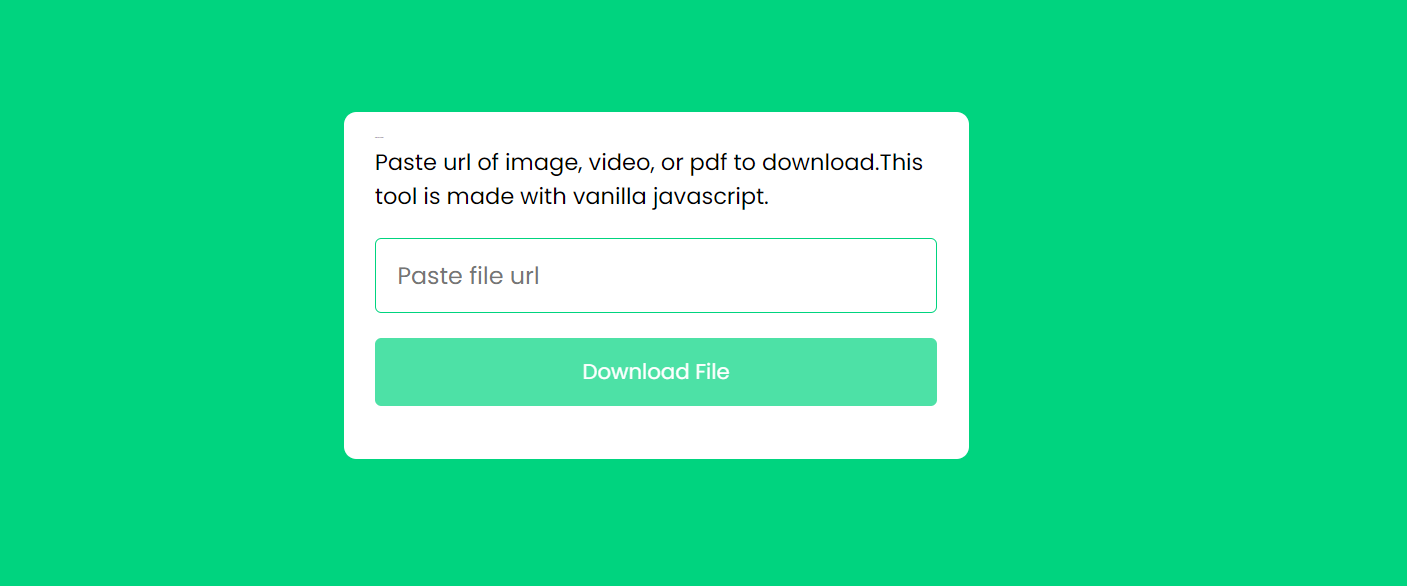 Paste url of image, video, or pdf to download.This
tool is made with vanilla javascript.
Paste file url
Download File